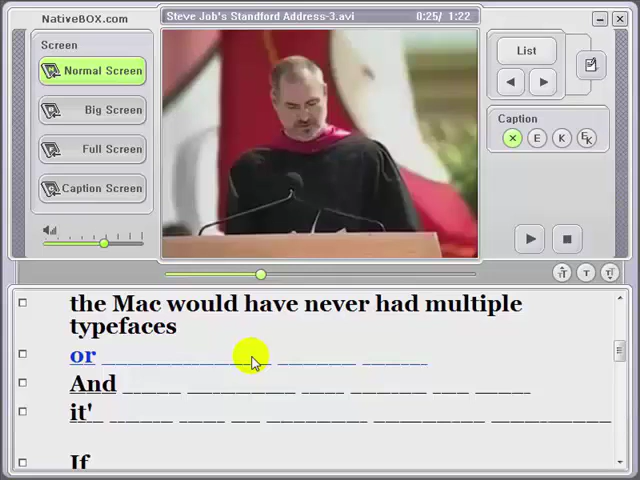 NativeBOX.com
Steve Job's Standford Address-3.avi
0:25/ 1:22
Screen
Normal Screen
Big Screen
Full Screen
Caption Screen
List
Caption
× E K EK
T T T
the Mac would have never had multiple
typefaces
or
And
it'
If